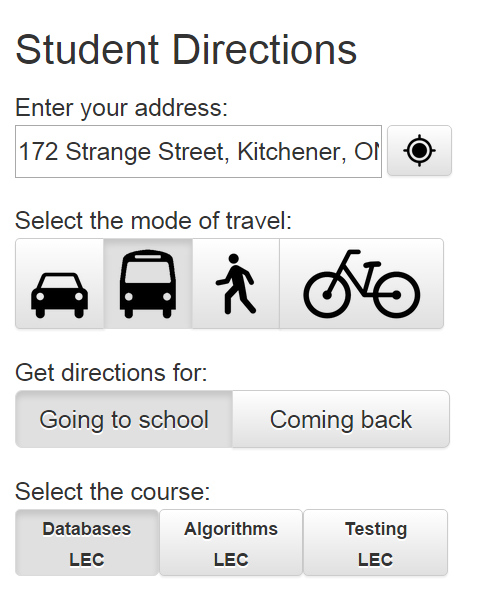 Student Directions
Enter your address:
172 Strange Street, Kitchener, ON
Select the mode of travel:
Get directions for:
Going to school
Coming back
Select the course:
Databases
LEC
Algorithms
LEC
Testing
LEC